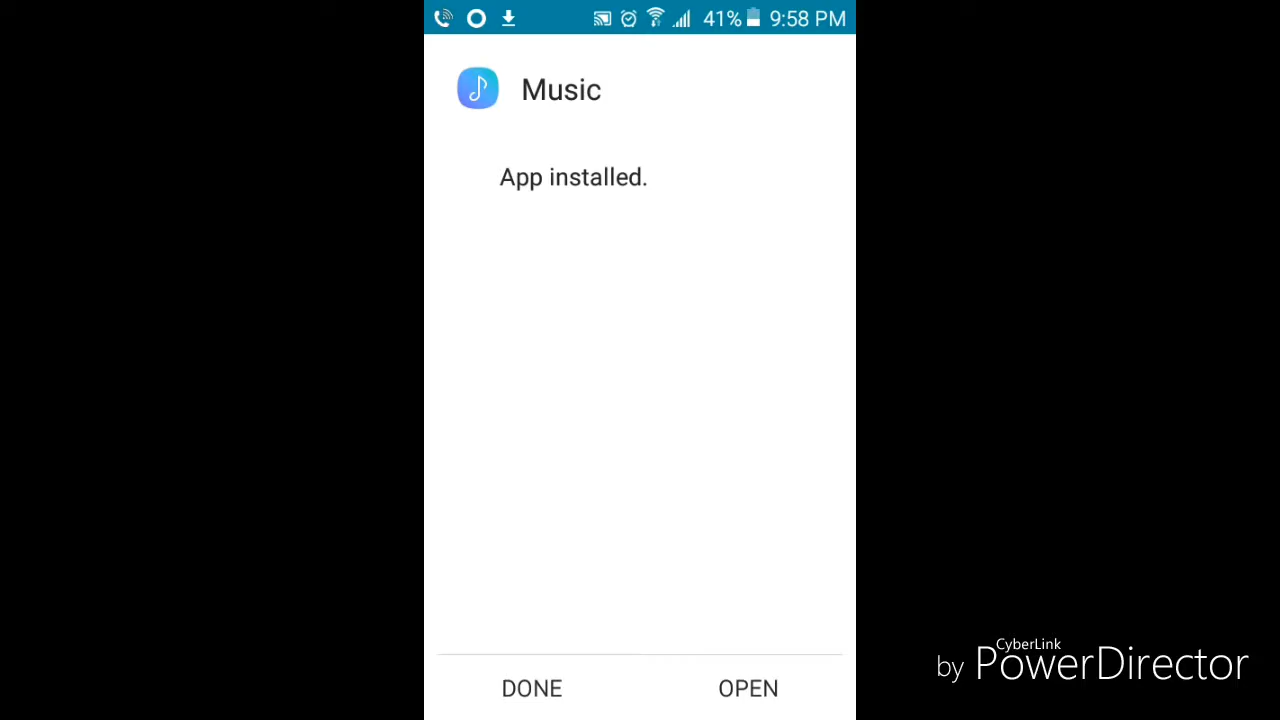 41% 9:58 PM
Music
App installed.
DONE OPEN
CyberLink
by PowerDirector